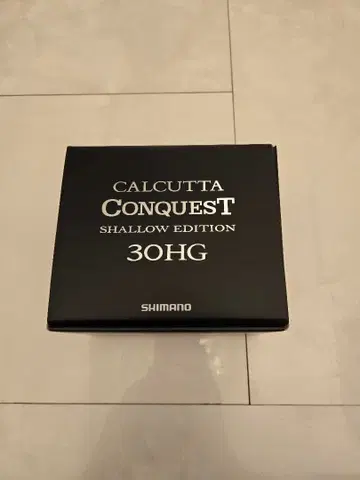 CALCUTTA
CONQUEST
SHALLOW EDITION
30HG
SHIMANO